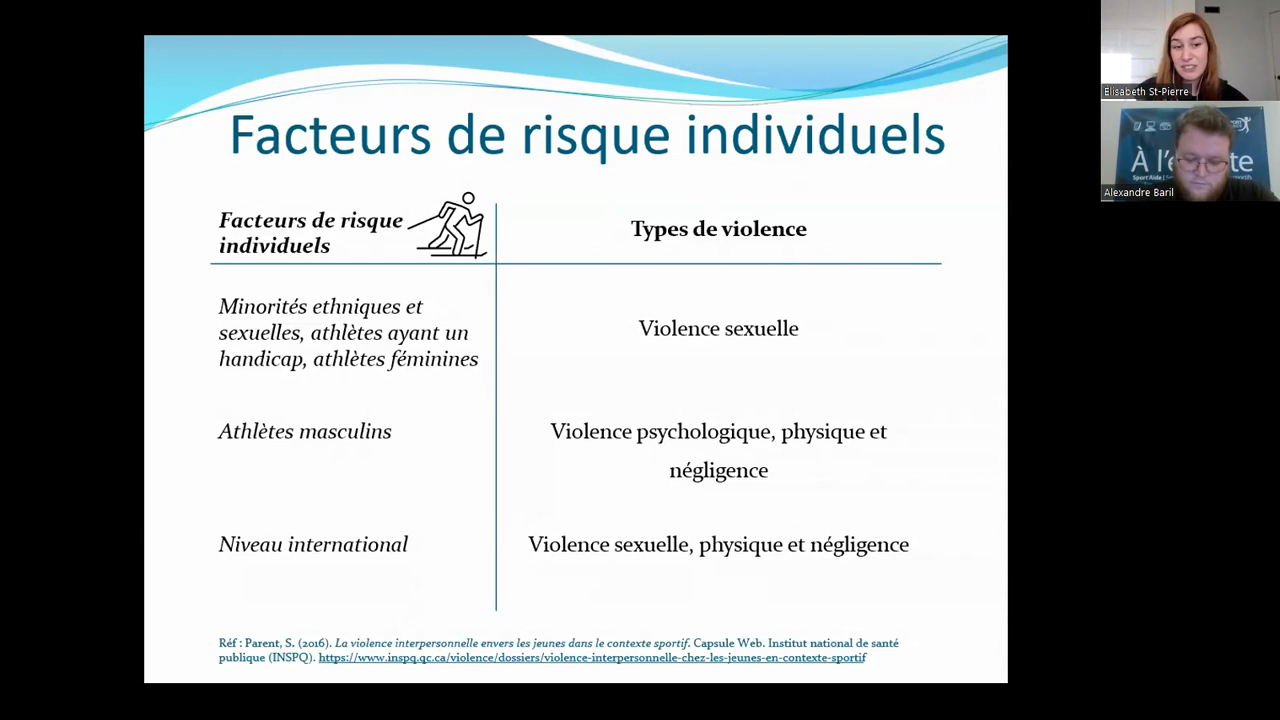 Facteurs de risque individuels
Facteurs de risque
individuels
Types de violence
Minorités ethniques et
sexuelles, athlètes ayant un
handicap, athlètes féminines
Violence sexuelle
Athlètes masculins
Violence psychologique, physique et
négligence
Niveau international
Violence sexuelle, physique et négligence
Réf : Parent, S. (2016). La violence interpersonnelle envers les jeunes dans le contexte sportif. Capsule Web. Institut national de santé
publique (INSPQ). https://www.inspq.qc.ca/violence/dossiers/violence-interpersonnelle-chez-les-jeunes-en-contexte-sportif
Elisabeth St-Pierre
À l'é te
Sport'Aide
Alexandre Baril